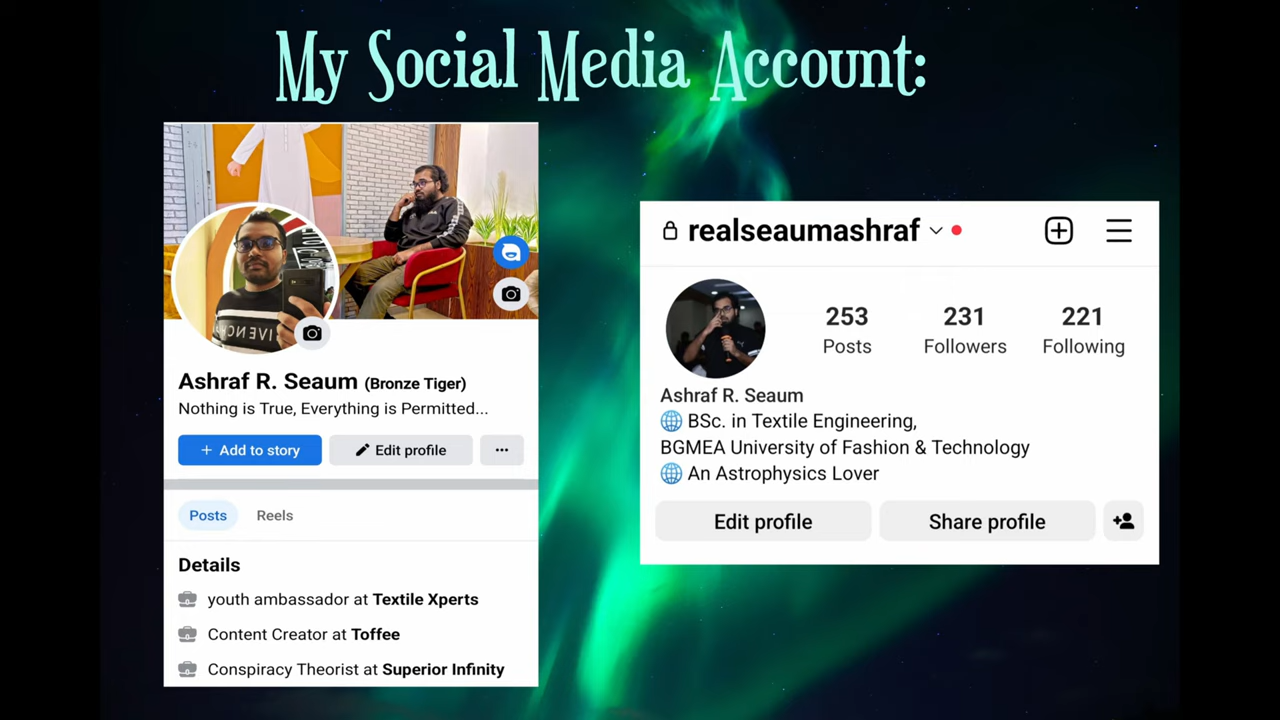 My Social Media Account:
Ashraf R. Seaum (Bronze Tiger)
Nothing is True, Everything is Permitted...
+ Add to story
Edit profile
...
Posts
Reels
Details
youth ambassador at Textile Xperts
Content Creator at Toffee
Conspiracy Theorist at Superior Infinity
realseumashraf
253
231
221
Posts
Followers
Following
Ashraf R. Seaum
BSc. in Textile Engineering,
BGMEA University of Fashion & Technology
An Astrophysics Lover
Edit profile
Share profile